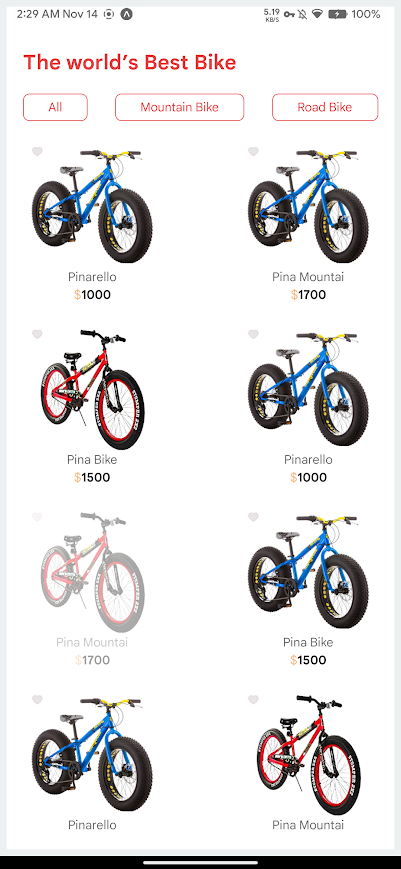 2:29 AM Nov 14
5.19
KB/S
100%
The world's Best Bike
All
Mountain Bike
Road Bike
Pinarello
$1000
Pina Mountai
$1700
Pina Bike
$1500
Pinarello
$1000
Pina Mountai
$1700
Pina Bike
$1500
Pinarello
Pina Mountai